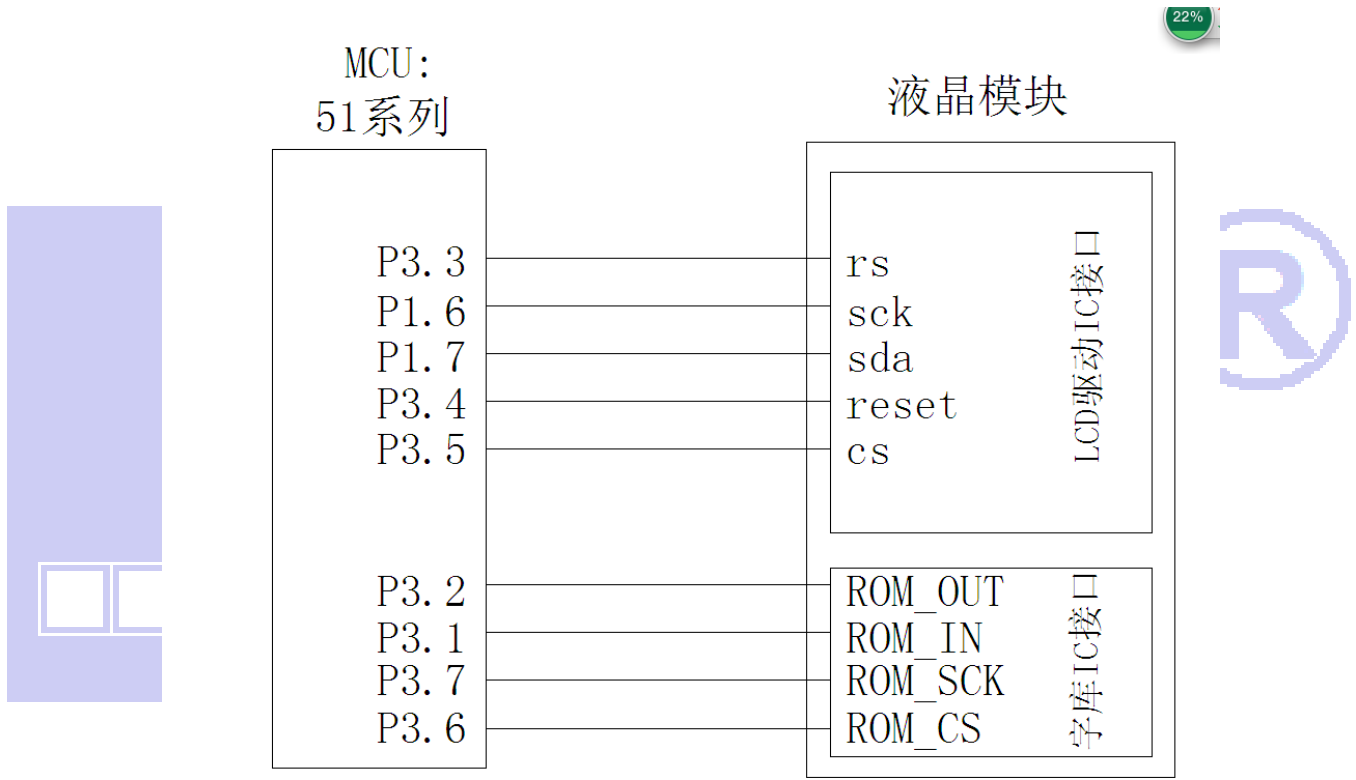 22%
MCU:
51系列
液晶模块
P3.3
P1.6
P1.7
P3.4
P3.5
P3.2
P3.1
P3.7
P3.6
rs
sck
sda
reset
cs
LCD驱动IC接口
ROM_OUT
ROM_IN
ROM_SCK
ROM_CS
字库IC接口
R